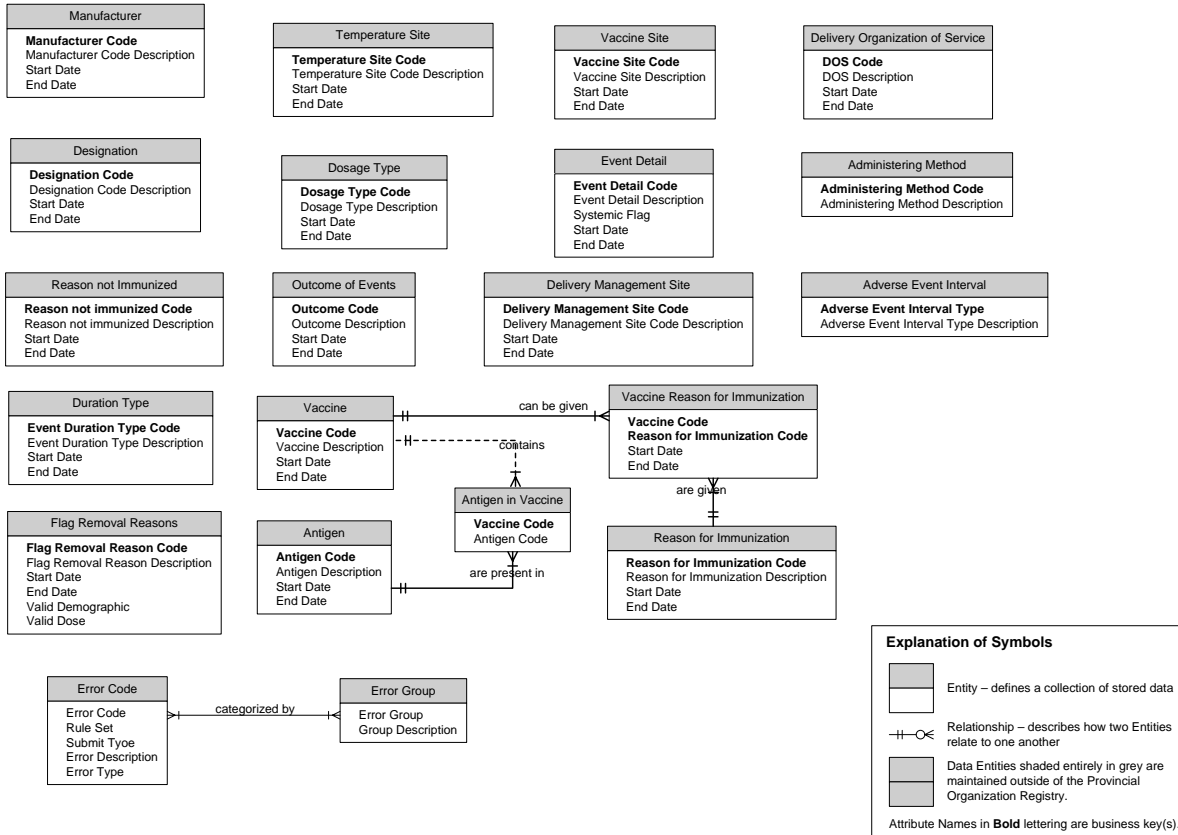 Manufacturer
Manufacturer Code
Manufacturer Code Description
Start Date
End Date
Temperature Site
Temperature Site Code
Temperature Site Code Description
Start Date
End Date
Vaccine Site
Vaccine Site Code
Vaccine Site Description
Start Date
End Date
Delivery Organization of Service
DOS Code
DOS Description
Start Date
End Date
Designation
Designation Code
Designation Code Description
Start Date
End Date
Dosage Type
Dosage Type Code
Dosage Type Description
Start Date
End Date
Event Detail
Event Detail Code
Event Detail Description
Systemic Flag
Start Date
End Date
Administering Method
Administering Method Code
Administering Method Description
Reason not Immunized
Reason not immunized Code
Reason not immunized Description
Start Date
End Date
Outcome of Events
Outcome Code
Outcome Description
Start Date
End Date
Delivery Management Site
Delivery Management Site Code
Delivery Management Site Code Description
Start Date
End Date
Adverse Event Interval
Adverse Event Interval Type
Adverse Event Interval Type Description
Duration Type
Event Duration Type Code
Event Duration Type Description
Start Date
End Date
Vaccine
Vaccine Code
Vaccine Description
Start Date
End Date
can be given
contains
Vaccine Reason for Immunization
Vaccine Code
Reason for Immunization Code
Start Date
End Date
are given
Flag Removal Reasons
Flag Removal Reason Code
Flag Removal Reason Description
Start Date
End Date
Valid Demographic
Valid Dose
Antigen
Antigen Code
Antigen Description
Start Date
End Date
Antigen in Vaccine
Vaccine Code
Antigen Code
are present in
Reason for Immunization
Reason for Immunization Code
Reason for Immunization Description
Start Date
End Date
Error Code
Error Code
Rule Set
Submit Tyoe
Error Description
Error Type
categorized by
Error Group
Error Group
Group Description
Explanation of Symbols
Entity – defines a collection of stored data
Relationship – describes how two Entities
relate to one another
Data Entities shaded entirely in grey are
maintained outside of the Provincial
Organization Registry.
Attribute Names in Bold lettering are business key(s).